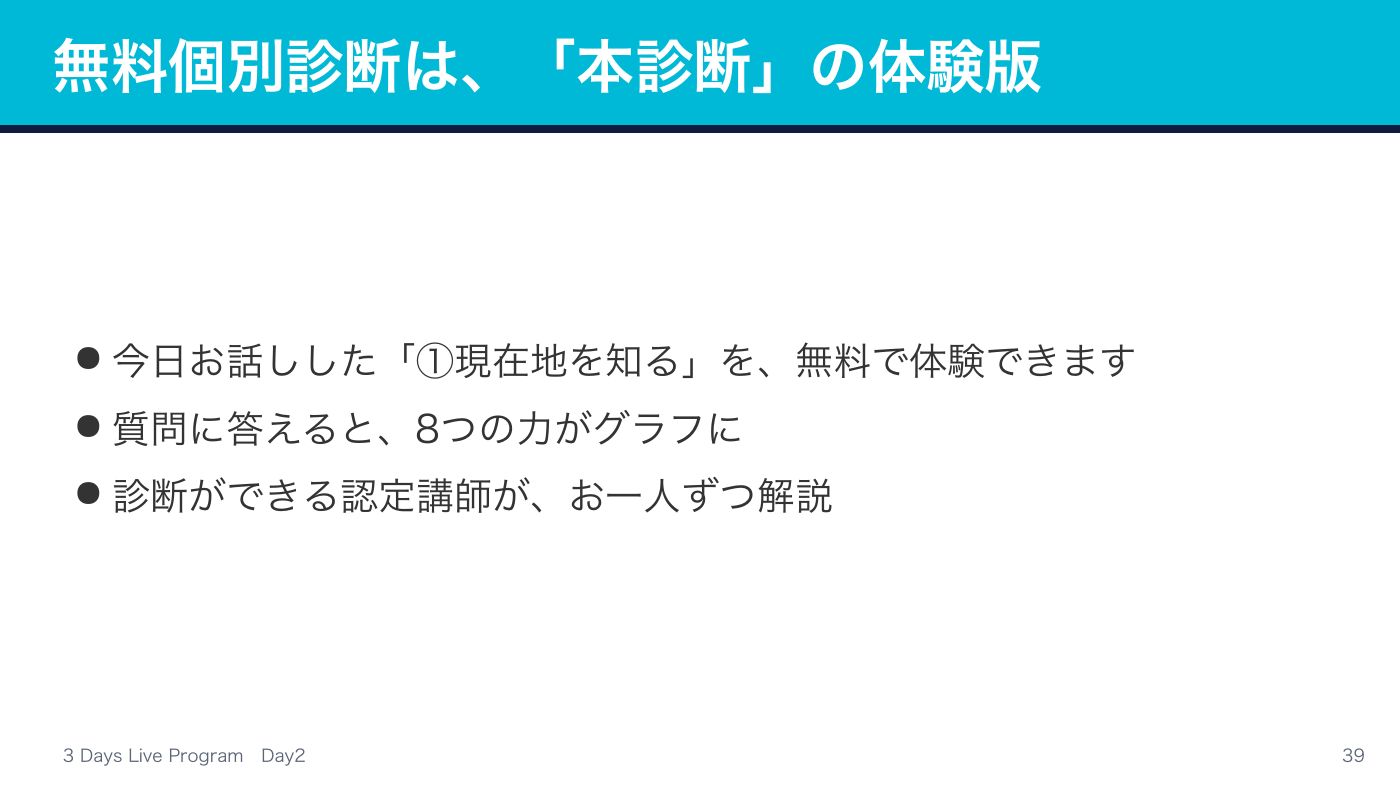 無料個別診断は、「本診断」の体験版
● 今日お話しした「①現在地を知る」を、無料で体験できます
● 質問に答えると、8つの力がグラフに
● 診断ができる認定講師が、お一人ずつ解説
3 Days Live Program　Day2
39